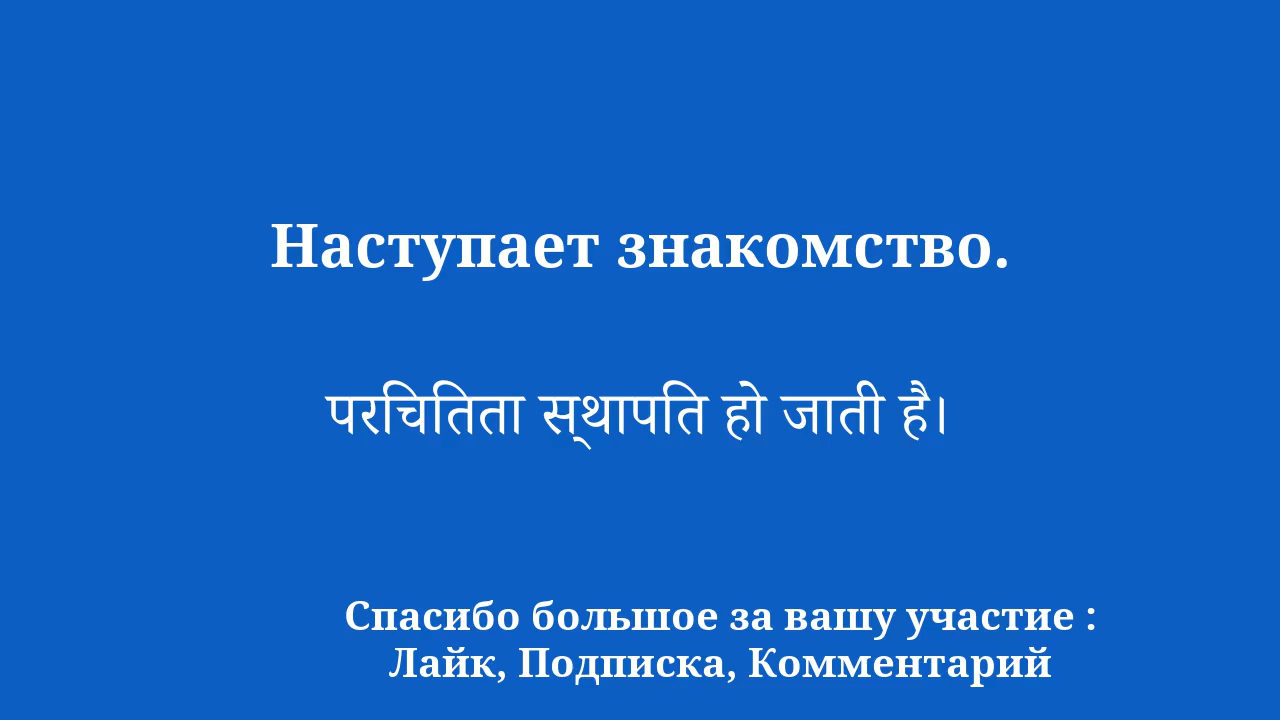 Наступает знакомство.
परचितिता स्थापति हो जाती है।
Спасибо большое за вашу участие :
Лайк, Подписка, Комментарий